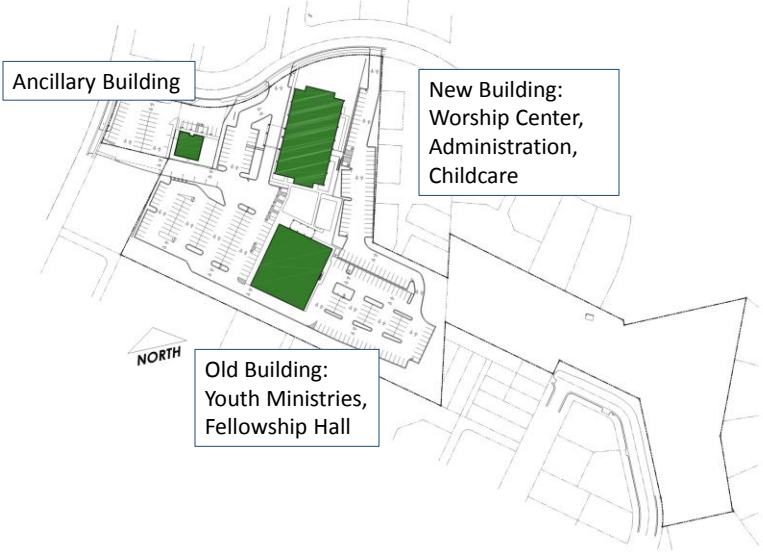 Ancillary Building
New Building:
Worship Center,
Administration,
Childcare
NORTH
Old Building:
Youth Ministries,
Fellowship Hall